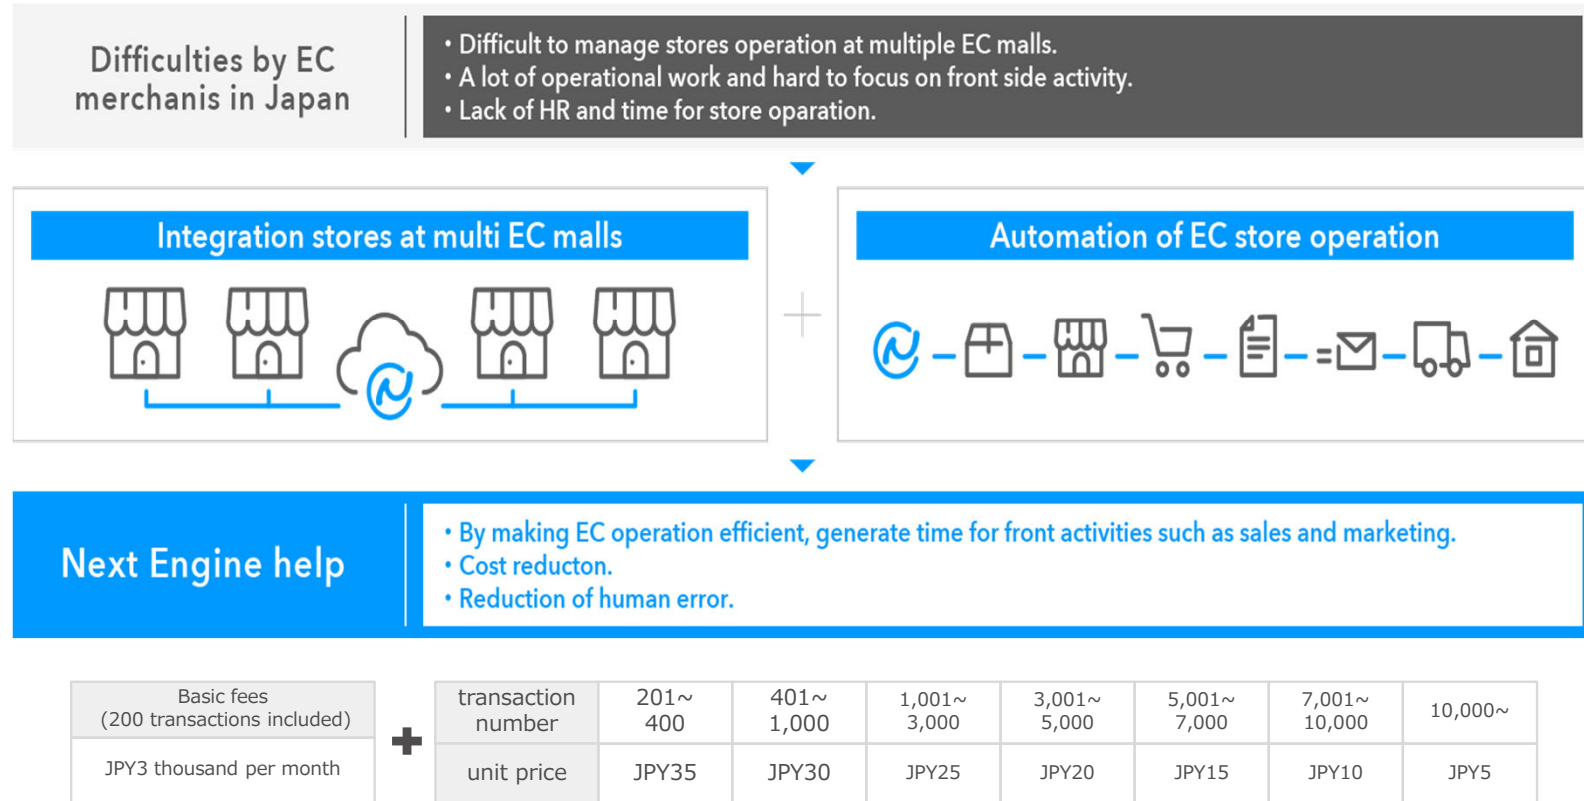 Difficulties by EC
merchanis in Japan
・Difficult to manage stores operation at multiple EC malls.
・A lot of operational work and hard to focus on front side activity.
・Lack of HR and time for store oparation.
Integration stores at multi EC malls
Automation of EC store operation
Next Engine help
・By making EC operation efficient, generate time for front activities such as sales and marketing.
・Cost reducton.
・Reduction of human error.
Basic fees
(200 transactions included)
JPY3 thousand per month
transaction
number
201~
400
401~
1,000
1,001~
3,000
3,001~
5,000
5,001~
7,000
7,001~
10,000
10,000~
unit price
JPY35
JPY30
JPY25
JPY20
JPY15
JPY10
JPY5